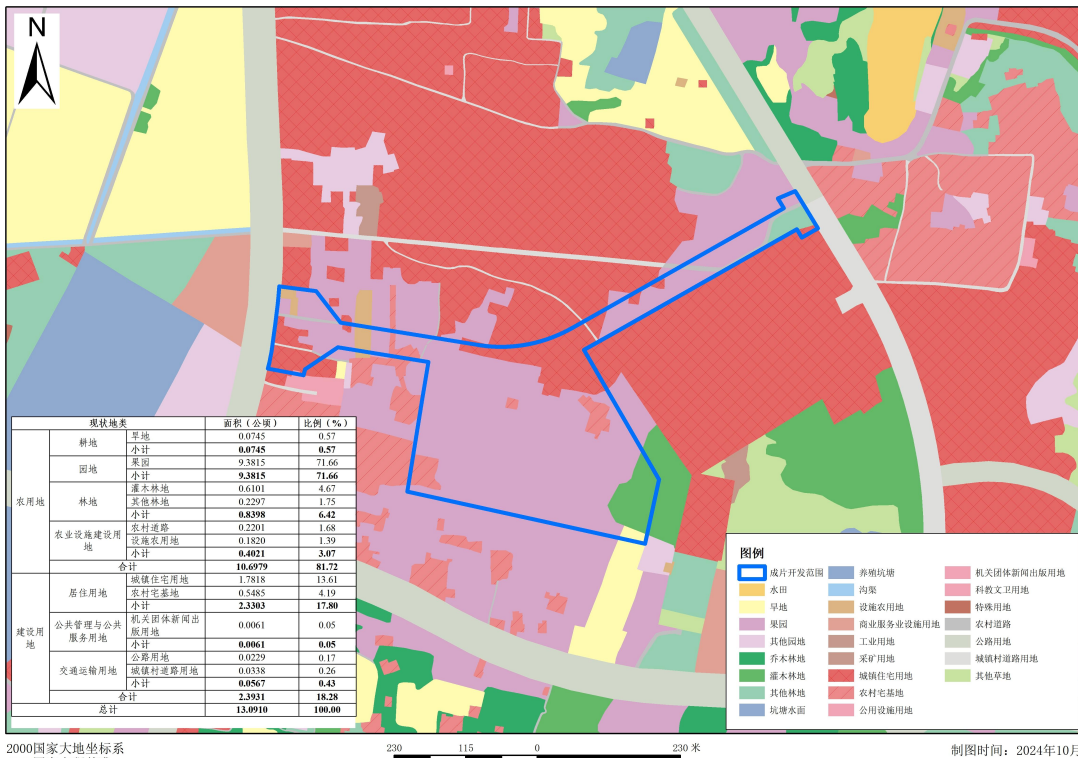 N
现状地类 面积（公顷） 比例（%）
农用地 耕地 旱地 0.0745 0.57
小计 0.0745 0.57
园地 果园 9.3815 71.66
小计 9.3815 71.66
林地 灌木林地 0.6101 4.67
其他林地 0.2297 1.75
小计 0.8398 6.42
农业设施建设用地 农村道路 0.2201 1.68
设施农用地 0.1820 1.39
小计 0.4021 3.07
合计 10.6979 81.72
建设用地 居住用地 城镇住宅用地 1.7818 13.61
农村宅基地 0.5485 4.19
小计 2.3303 17.80
公共管理与公共服务用地 机关团体新闻出版用地 0.0061 0.05
小计 0.0061 0.05
交通运输用地 公路用地 0.0229 0.17
城镇村道路用地 0.0338 0.26
小计 0.0567 0.43
合计 2.3931 18.28
总计 13.0910 100.00
图例
成片开发范围 养殖坑塘 机关团体新闻出版用地
水田 沟渠 科教文卫用地
旱地 设施农用地 特殊用地
果园 商业服务业设施用地 农村道路
其他园地 工业用地 公路用地
乔木林地 采矿用地 城镇村道路用地
灌木林地 城镇住宅用地 其他草地
其他林地 农村宅基地
坑塘水面 公用设施用地
2000国家大地坐标系
230 115 0 230 米
制图时间：2024年10月